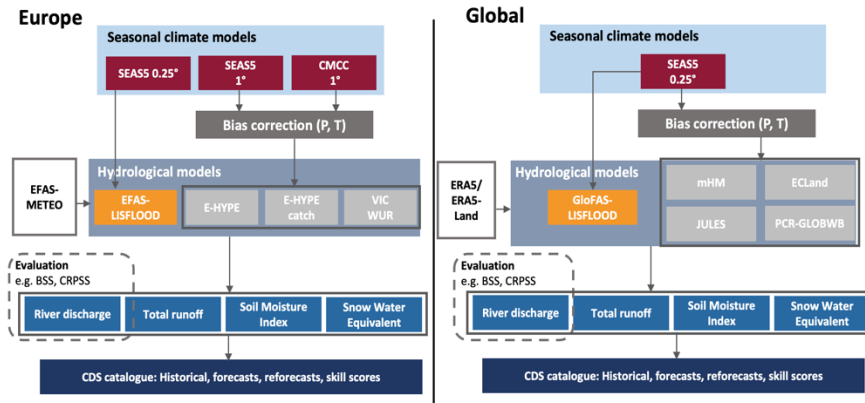 Europe
Seasonal climate models
SEAS5 0.25°
SEAS5
1°
CMCC
1°
Bias correction (P, T)
EFAS-
METEO
Hydrological models
EFAS-
LISFLOOD
E-HYPE
E-HYPE
catch
VIC
WUR
Evaluation
e.g. BSS, CRPSS
River discharge
Total runoff
Soil Moisture
Index
Snow Water
Equivalent
CDS catalogue: Historical, forecasts, reforecasts, skill scores
Global
Seasonal climate models
SEAS5
0.25°
Bias correction (P, T)
ERA5/
ERA5-
Land
Hydrological models
GloFAS-
LISFLOOD
mHM
ECLand
JULES
PCR-GLOBWB
Evaluation
e.g. BSS, CRPSS
River discharge
Total runoff
Soil Moisture
Index
Snow Water
Equivalent
CDS catalogue: Historical, forecasts, reforecasts, skill scores